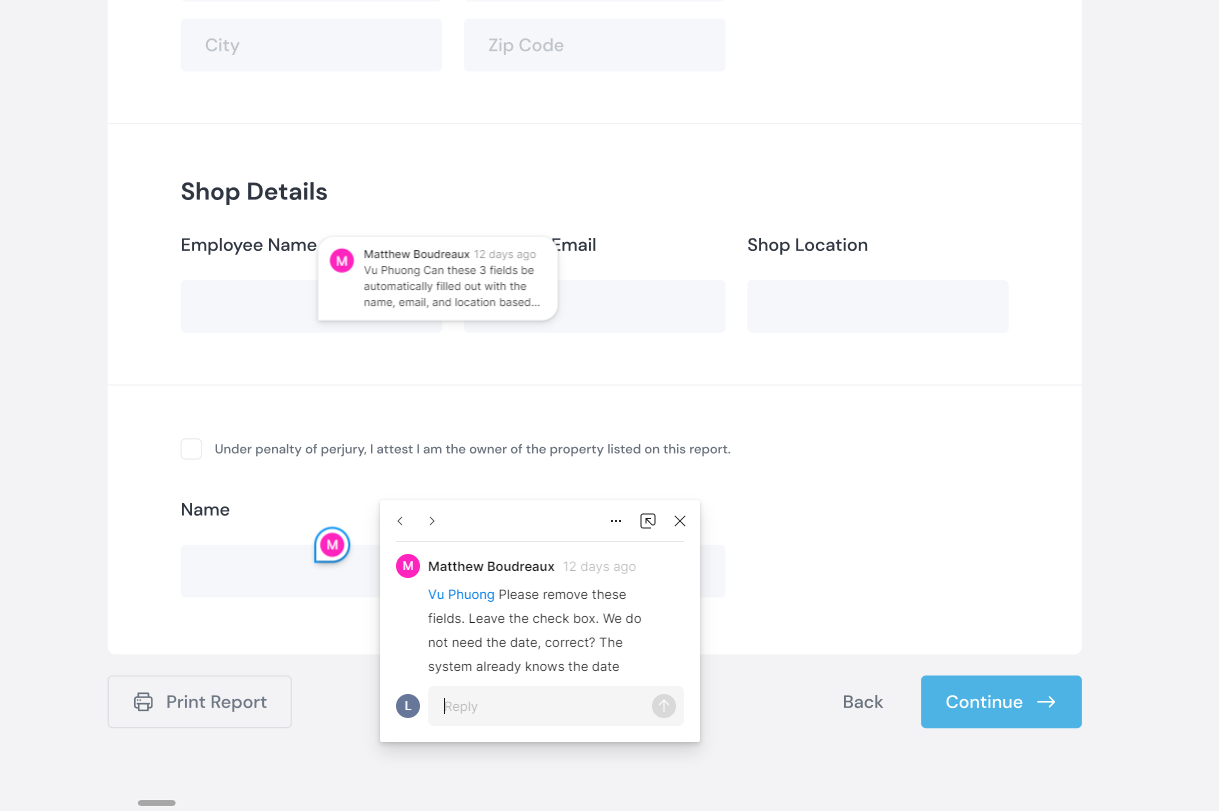 City
Zip Code
Shop Details
Employee Name
Email
Shop Location
M
Matthew Boudreaux 12 days ago
Vu Phuong Can these 3 fields be
automatically filled out with the
name, email, and location based...
Under penalty of perjury, I attest I am the owner of the property listed on this report.
Name
M
M
Matthew Boudreaux 12 days ago
Vu Phuong Please remove these
fields. Leave the check box. We do
not need the date, correct? The
system already knows the date
L
Reply
Print Report
Back
Continue